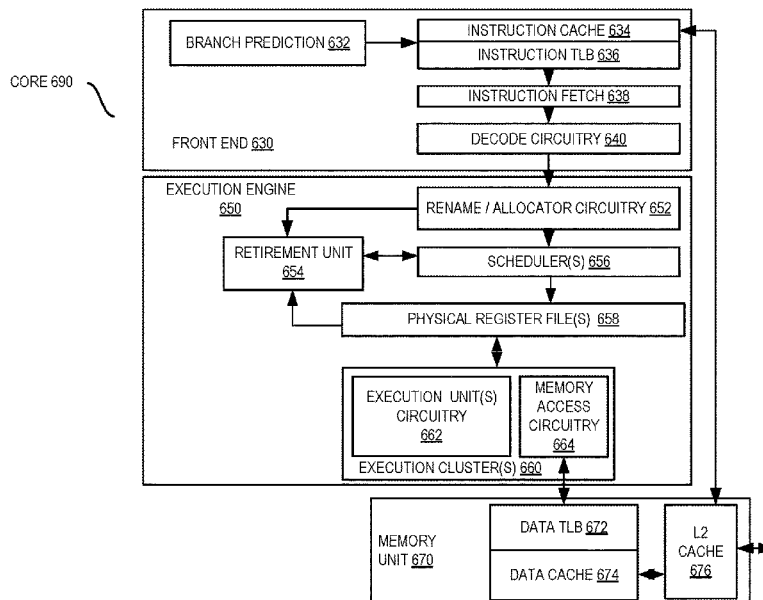 CORE 690
BRANCH PREDICTION 632
INSTRUCTION CACHE 634
INSTRUCTION TLB 636
INSTRUCTION FETCH 638
DECODE CIRCUITRY 640
FRONT END 630
EXECUTION ENGINE
650
RENAME / ALLOCATOR CIRCUITRY 652
RETIREMENT UNIT
654
SCHEDULER(S) 656
PHYSICAL REGISTER FILE(S) 658
EXECUTION UNIT(S)
CIRCUITRY
662
MEMORY
ACCESS
CIRCUITRY
664
EXECUTION CLUSTER(S) 660
MEMORY
UNIT 670
DATA TLB 672
DATA CACHE 674
L2
CACHE
676